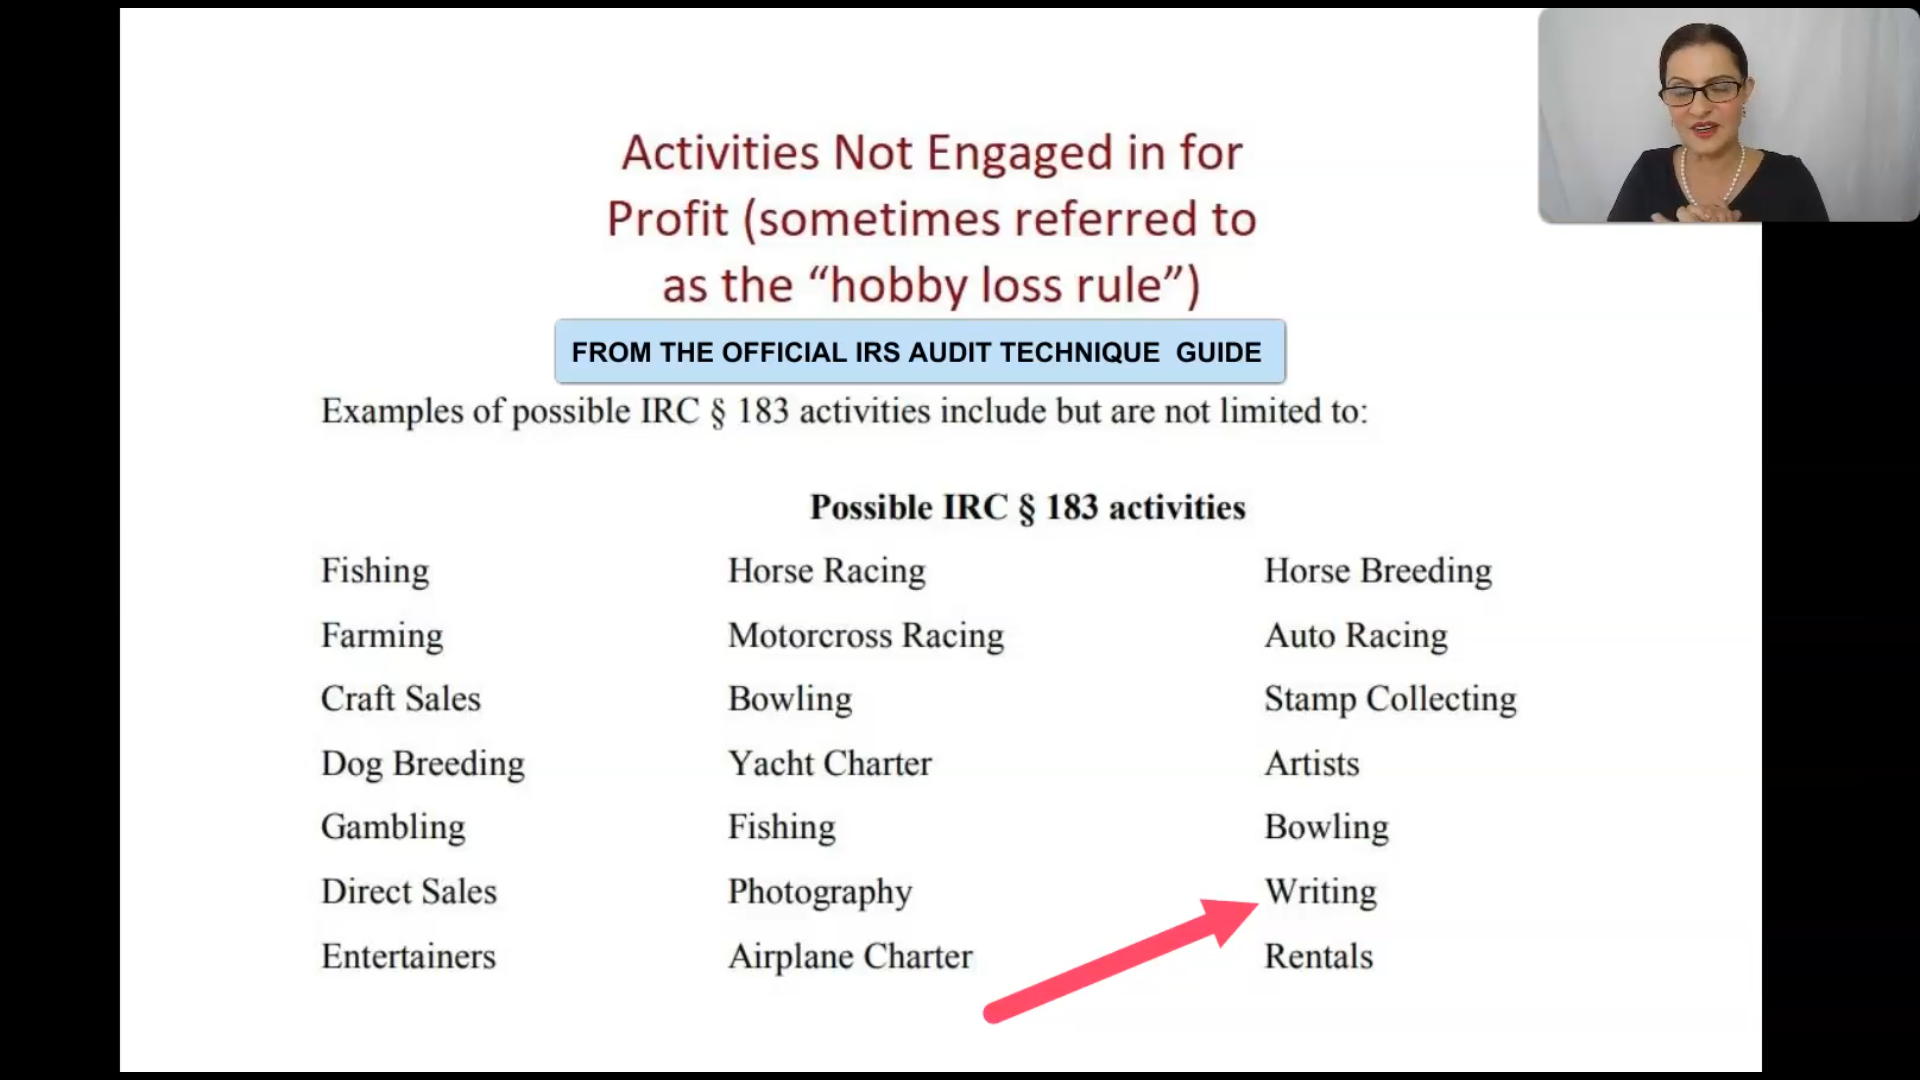 Activities Not Engaged in for
Profit (sometimes referred to
as the “hobby loss rule”)
FROM THE OFFICIAL IRS AUDIT TECHNIQUE GUIDE
Examples of possible IRC § 183 activities include but are not limited to:
Possible IRC § 183 activities
Fishing Horse Racing Horse Breeding
Farming Motorcross Racing Auto Racing
Craft Sales Bowling Stamp Collecting
Dog Breeding Yacht Charter Artists
Gambling Fishing Bowling
Direct Sales Photography Writing
Entertainers Airplane Charter Rentals